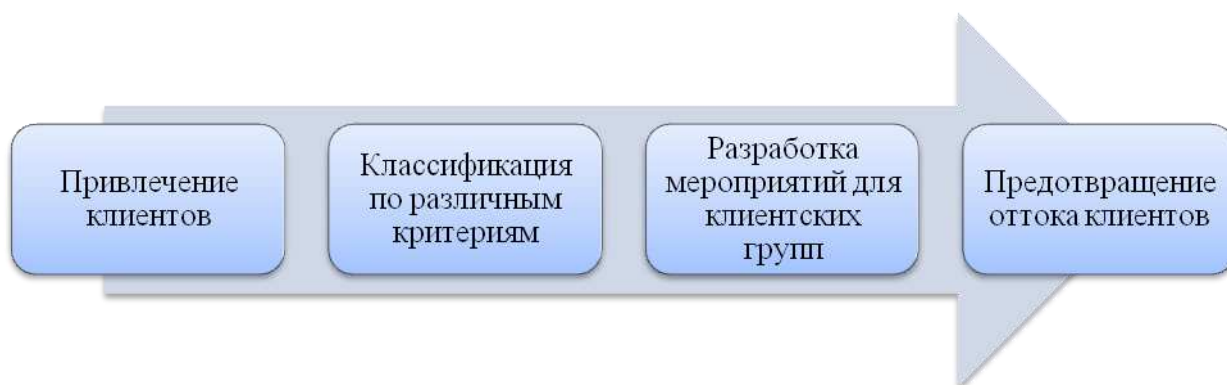 Привлечение
клиентов
Классификация
по различным
критериям
Разработка
мероприятий для
клиентских
групп
Предотвращение
оттока клиентов